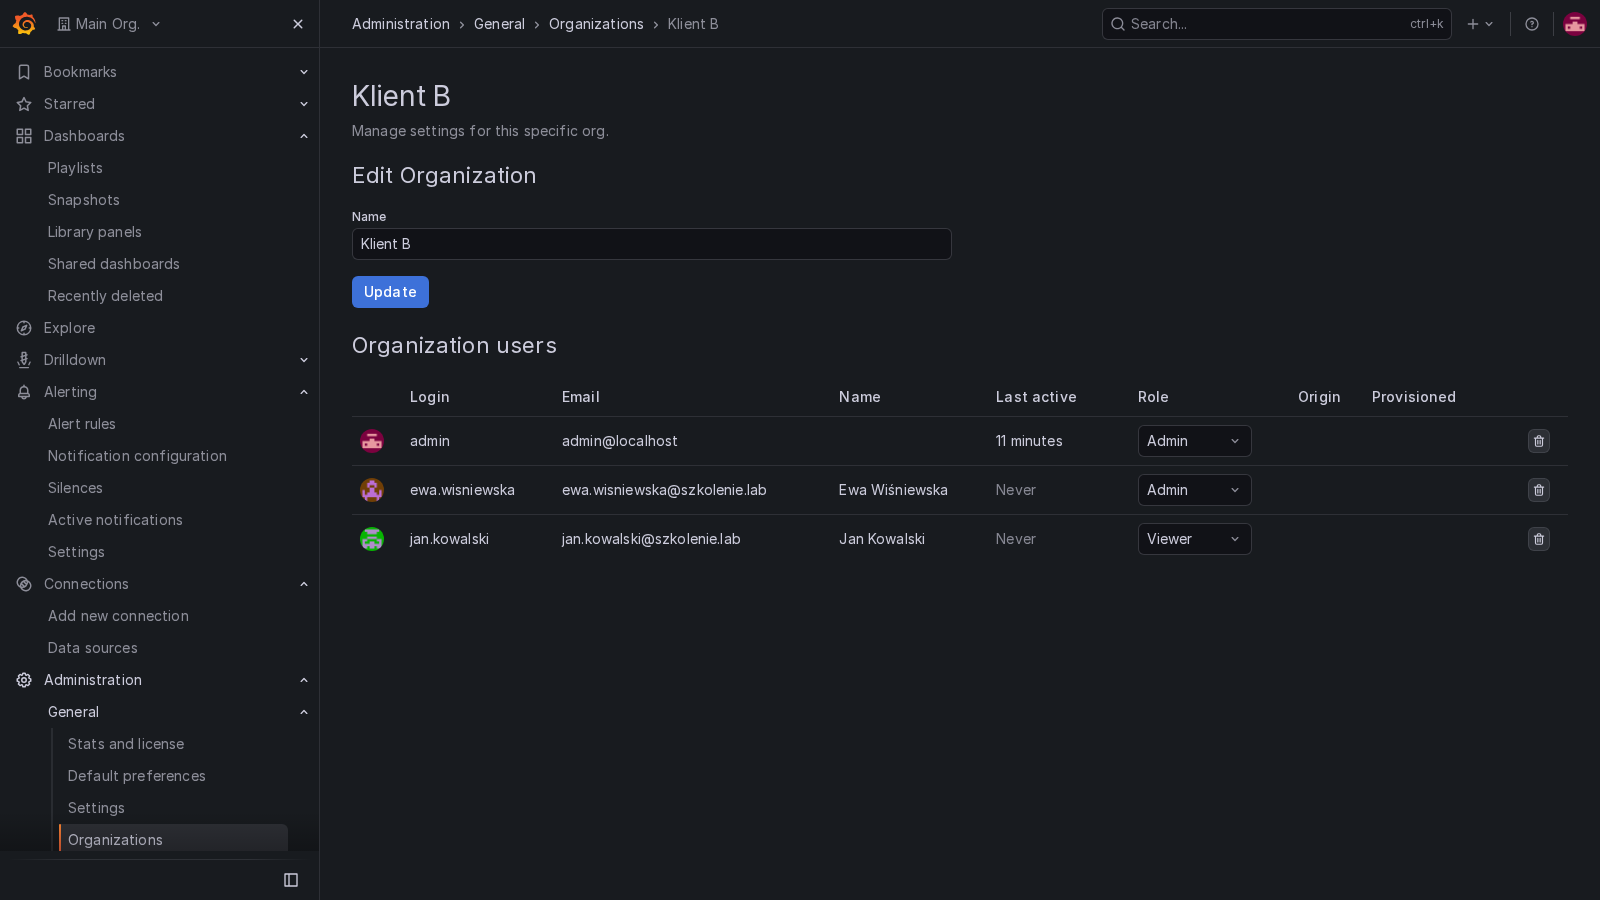 Main Org.
Administration > General > Organizations > Klient B
Search... ctrl+k
Bookmarks
Starred
Dashboards
Playlists
Snapshots
Library panels
Shared dashboards
Recently deleted
Explore
Drilldown
Alerting
Alert rules
Notification configuration
Silences
Active notifications
Settings
Connections
Add new connection
Data sources
Administration
General
Stats and license
Default preferences
Settings
Organizations
Klient B
Manage settings for this specific org.
Edit Organization
Name
Klient B
Update
Organization users
Login Email Name Last active Role Origin Provisioned
admin admin@localhost 11 minutes Admin
ewa.wisniewska ewa.wisniewska@szkolenie.lab Ewa Wiśniewska Never Admin
jan.kowalski jan.kowalski@szkolenie.lab Jan Kowalski Never Viewer